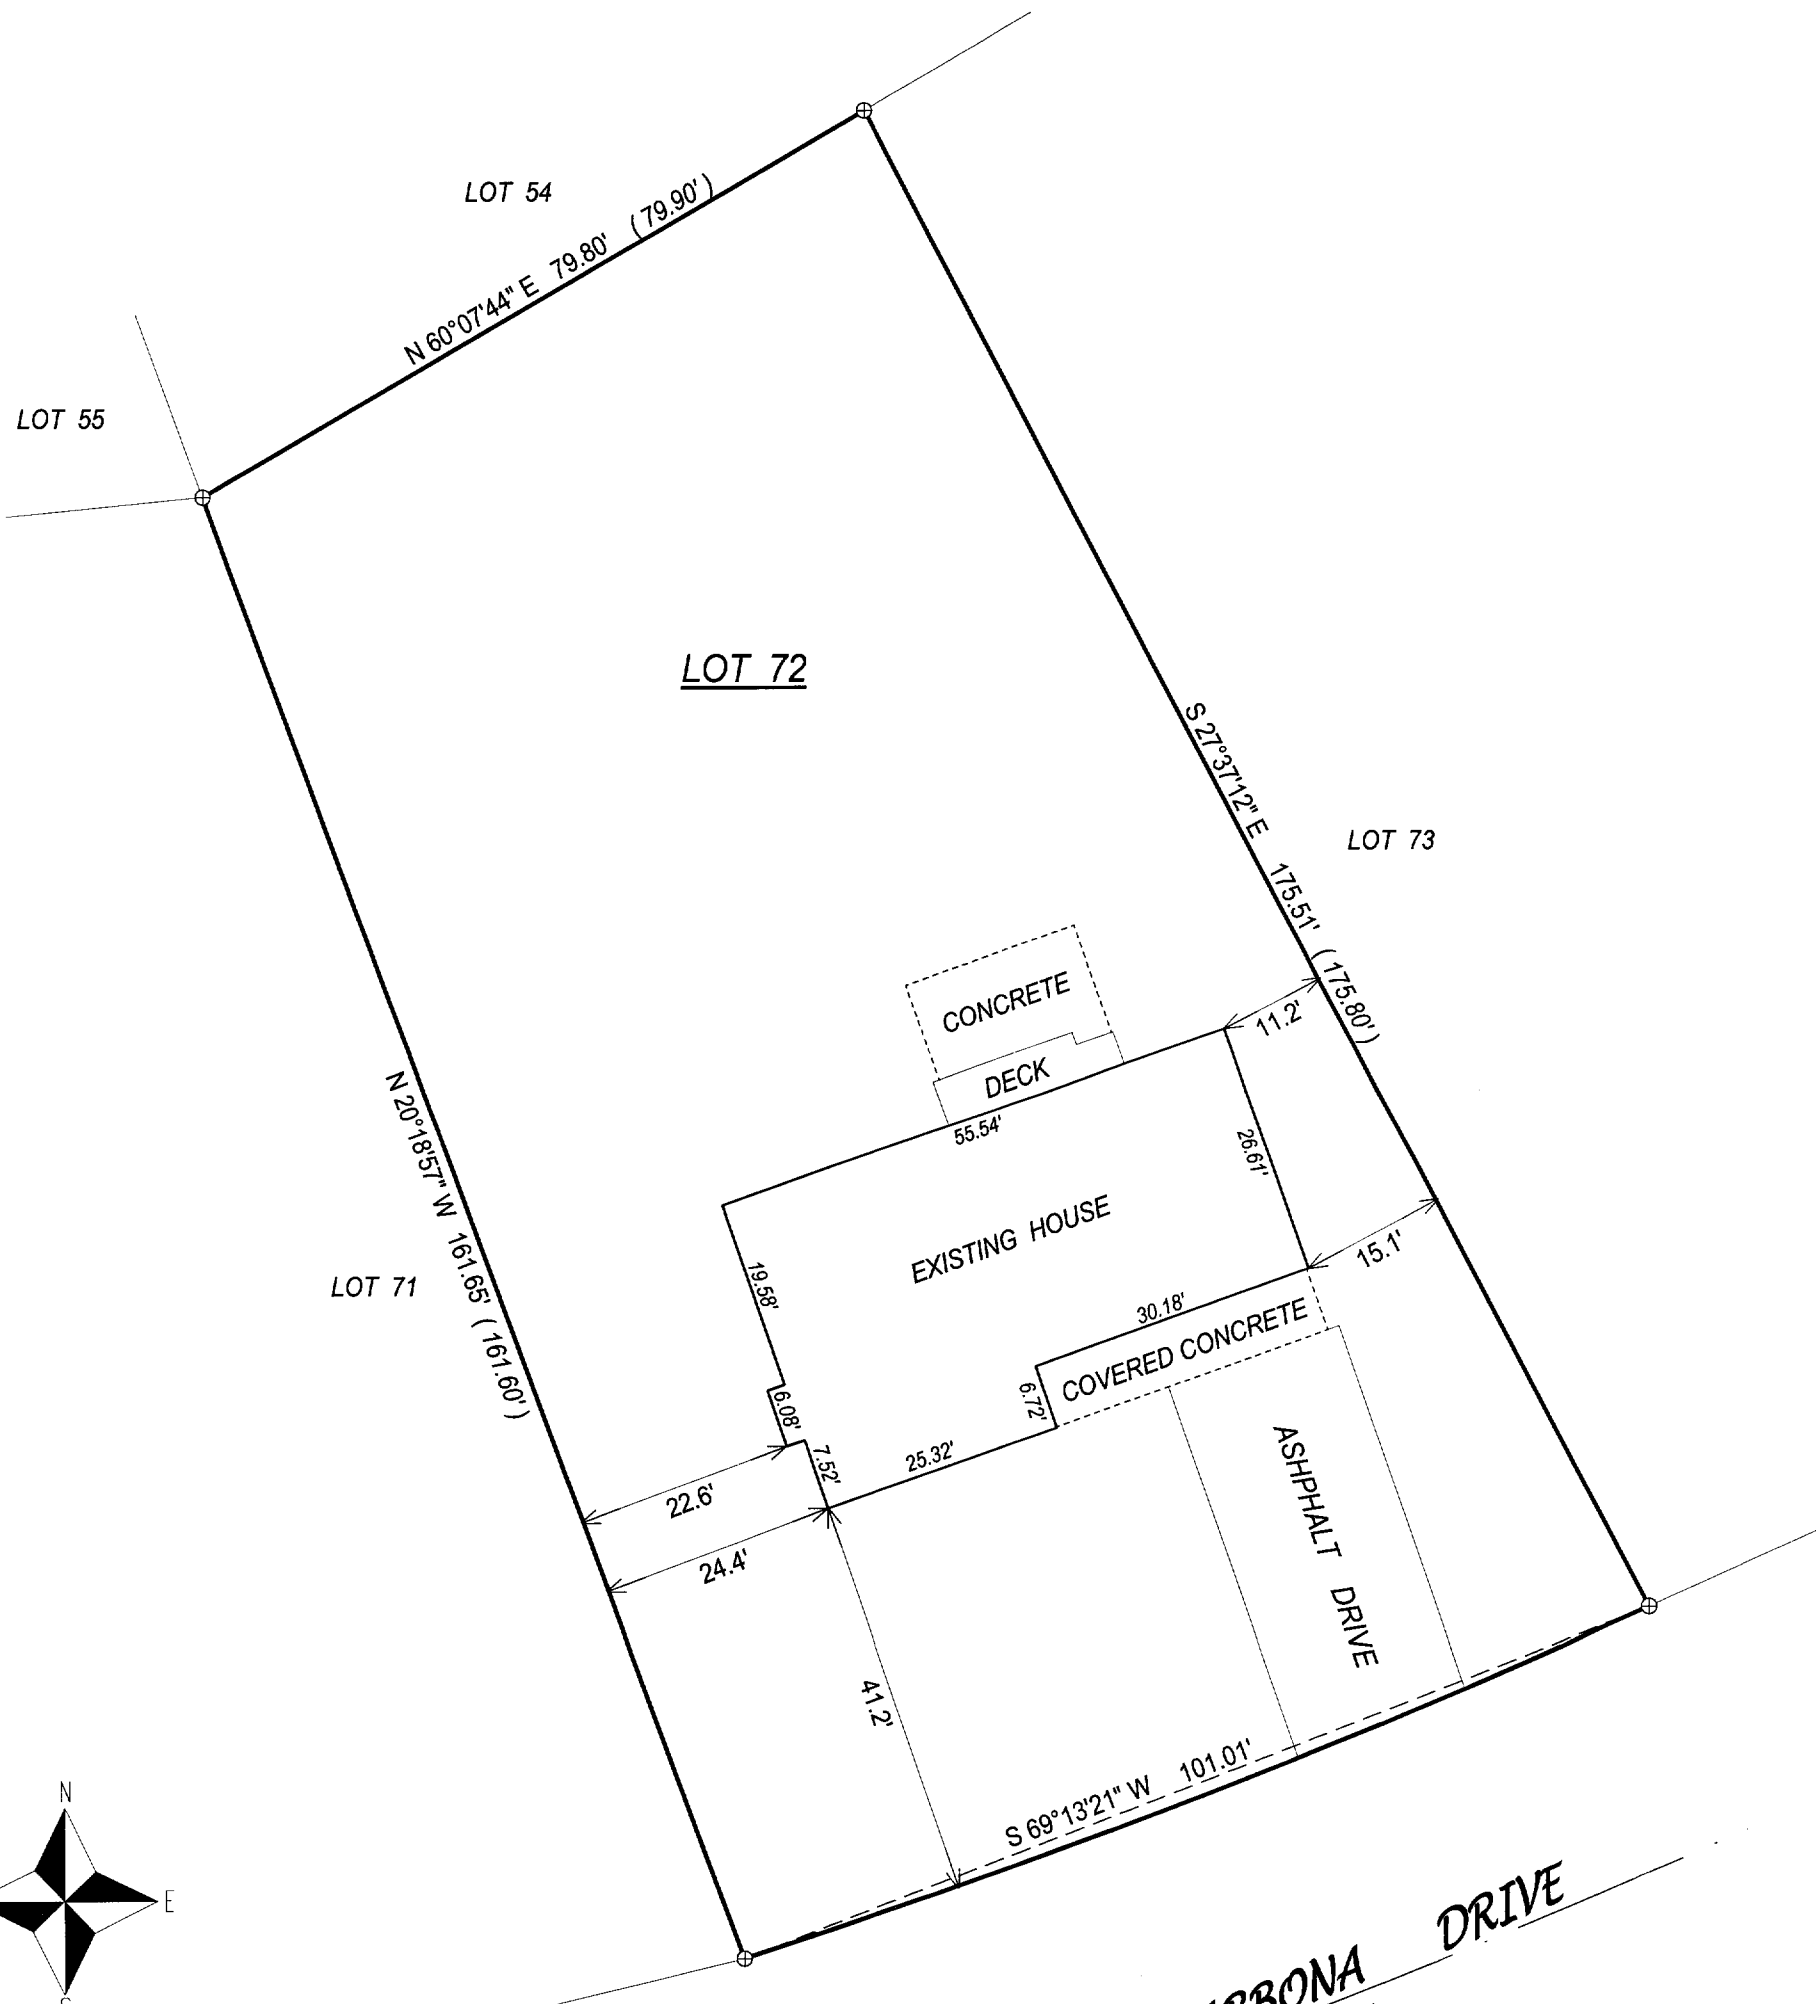 LOT 54
N 60°07'44" E 79.80' ( 79.90' )
LOT 55
LOT 72
S 27°37'12" E 175.51' ( 175.80' )
LOT 73
CONCRETE
11.2'
DECK
55.54'
N 20°18'57" W 161.65' ( 161.60' )
26.61'
EXISTING HOUSE
15.1'
LOT 71
19.58'
30.18'
COVERED CONCRETE
6.08'
6.72'
7.52'
25.32'
22.6'
ASHPHALT DRIVE
24.4'
41.2'
S 69°13'21" W 101.01'
N
E
DRIVE